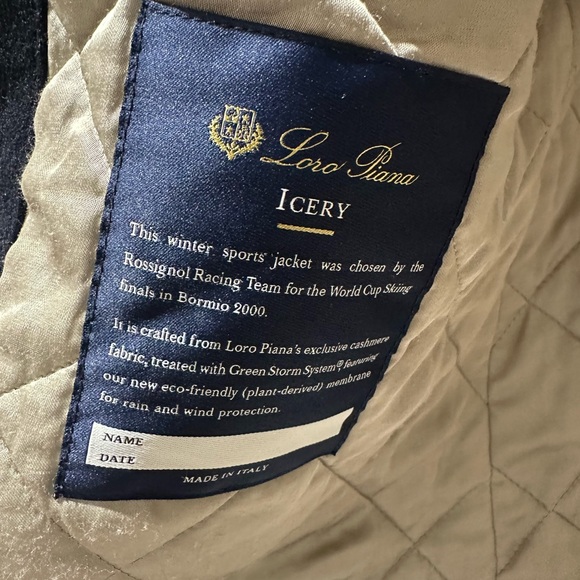 Loro Piana
ICERY
This winter sports' jacket was chosen by the
Rossignol Racing Team for the World Cup Skiing
finals in Bormio 2000.
It is crafted from Loro Piana's exclusive cashmere
fabric, treated with Green Storm System® featuring
our new eco-friendly (plant-derived) membrane
for rain and wind protection.
NAME
DATE
MADE IN ITALY